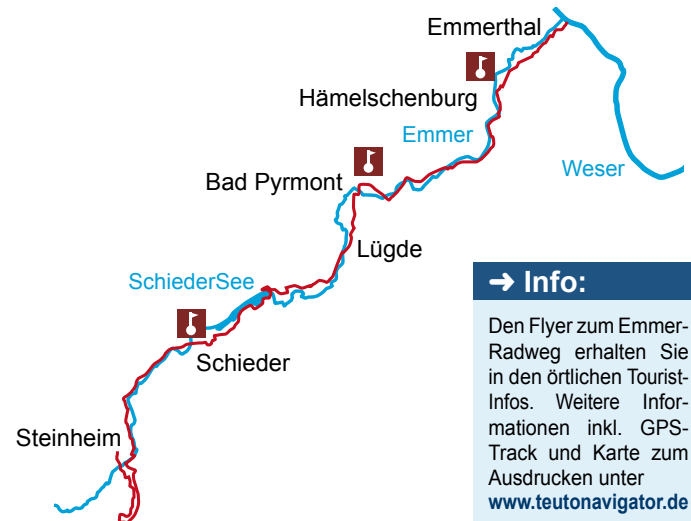 Emmerthal
Hämelschenburg
Emmer
Weser
Bad Pyrmont
Lügde
SchiederSee
Schieder
Steinheim
➜ Info:
Den Flyer zum Emmer-
Radweg erhalten Sie
in den örtlichen Tourist-
Infos. Weitere Infor-
mationen inkl. GPS-
Track und Karte zum
Ausdrucken unter
www.teutonavigator.de